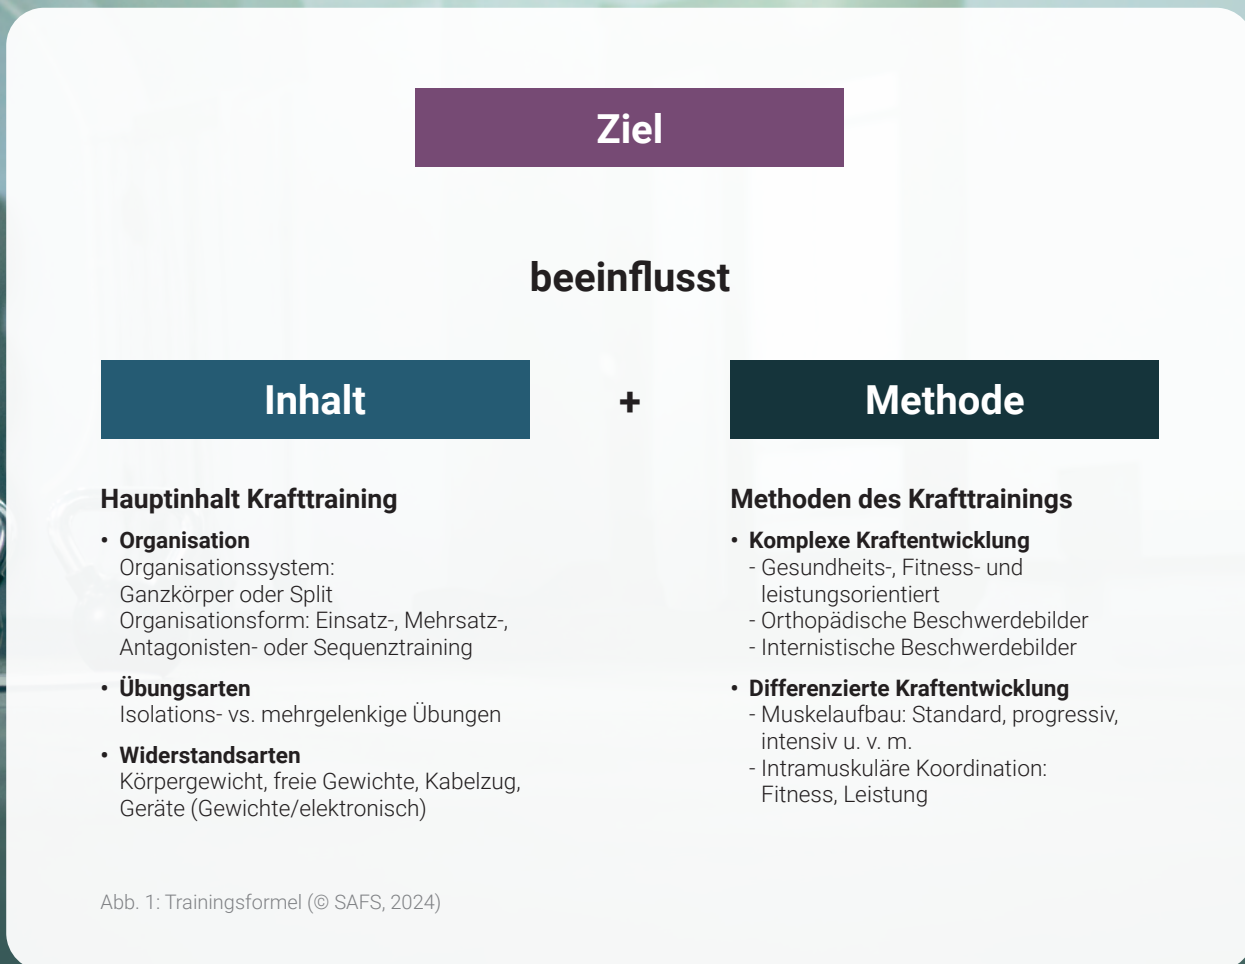 Ziel
beeinflusst
Inhalt
+
Methode
Hauptinhalt Krafttraining
• Organisation
Organisationssystem:
Ganzkörper oder Split
Organisationsform: Einsatz-, Mehrsatz-,
Antagonisten- oder Sequenztraining
• Übungsarten
Isolations- vs. mehrgelenkige Übungen
• Widerstandsarten
Körpergewicht, freie Gewichte, Kabelzug,
Geräte (Gewichte/elektronisch)
Methoden des Krafttrainings
• Komplexe Kraftentwicklung
- Gesundheits-, Fitness- und
leistungsorientiert
- Orthopädische Beschwerdebilder
- Internistische Beschwerdebilder
• Differenzierte Kraftentwicklung
- Muskelaufbau: Standard, progressiv,
intensiv u. v. m.
- Intramuskuläre Koordination:
Fitness, Leistung
Abb. 1: Trainingsformel (© SAFS, 2024)